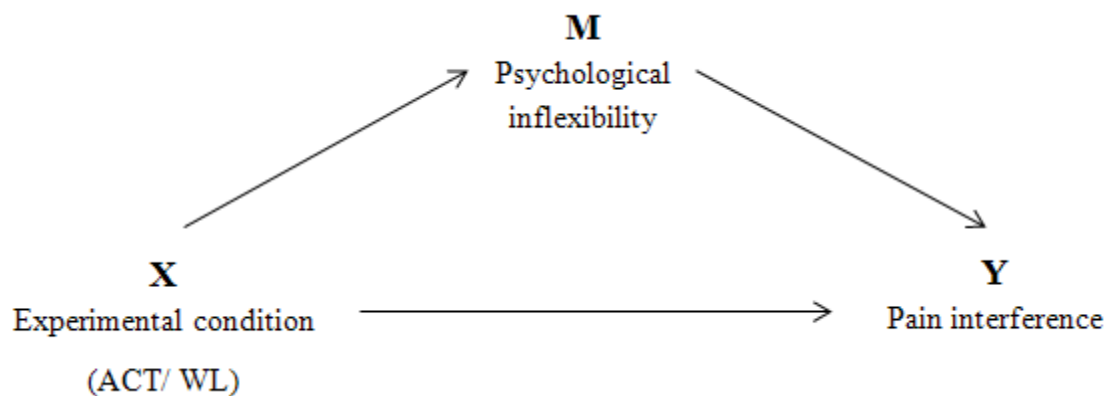 M
Psychological
inflexibility
X
Experimental condition
(ACT/ WL)
Y
Pain interference